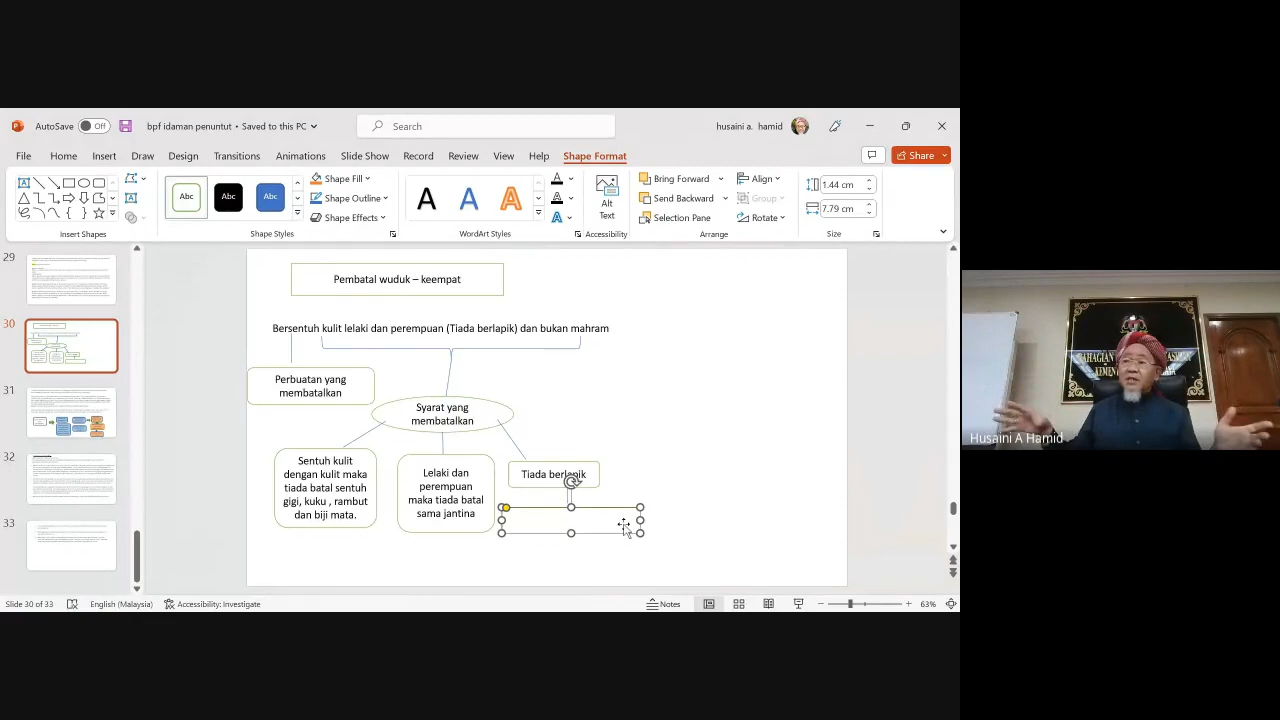 AutoSave Off bpf idaman penuntut • Saved to this PC Search husaini a. hamid
File Home Insert Draw Design Transitions Animations Slide Show Record Review View Help Shape Format Share
Abc Abc Abc
Shape Fill
Shape Outline
Shape Effects
A A A
A
A
A
Alt
Text
Bring Forward
Send Backward
Selection Pane
Align
Group
Rotate
1.44 cm
7.79 cm
Insert Shapes Shape Styles WordArt Styles Accessibility Arrange Size
29
30
31
32
33
Pembatal wuduk – keempat
Bersentuh kulit lelaki dan perempuan (Tiada berlapik) dan bukan mahram
Perbuatan yang
membatalkan
Syarat yang
membatalkan
Sentuh kulit
dengan kulit maka
tiada batal sentuh
gigi, kuku , rambut
dan biji mata.
Lelaki dan
perempuan
maka tiada batal
sama jantina
Tiada berlapik
Slide 30 of 33 English (Malaysia) Accessibility: Investigate Notes 63%
Husaini A Hamid